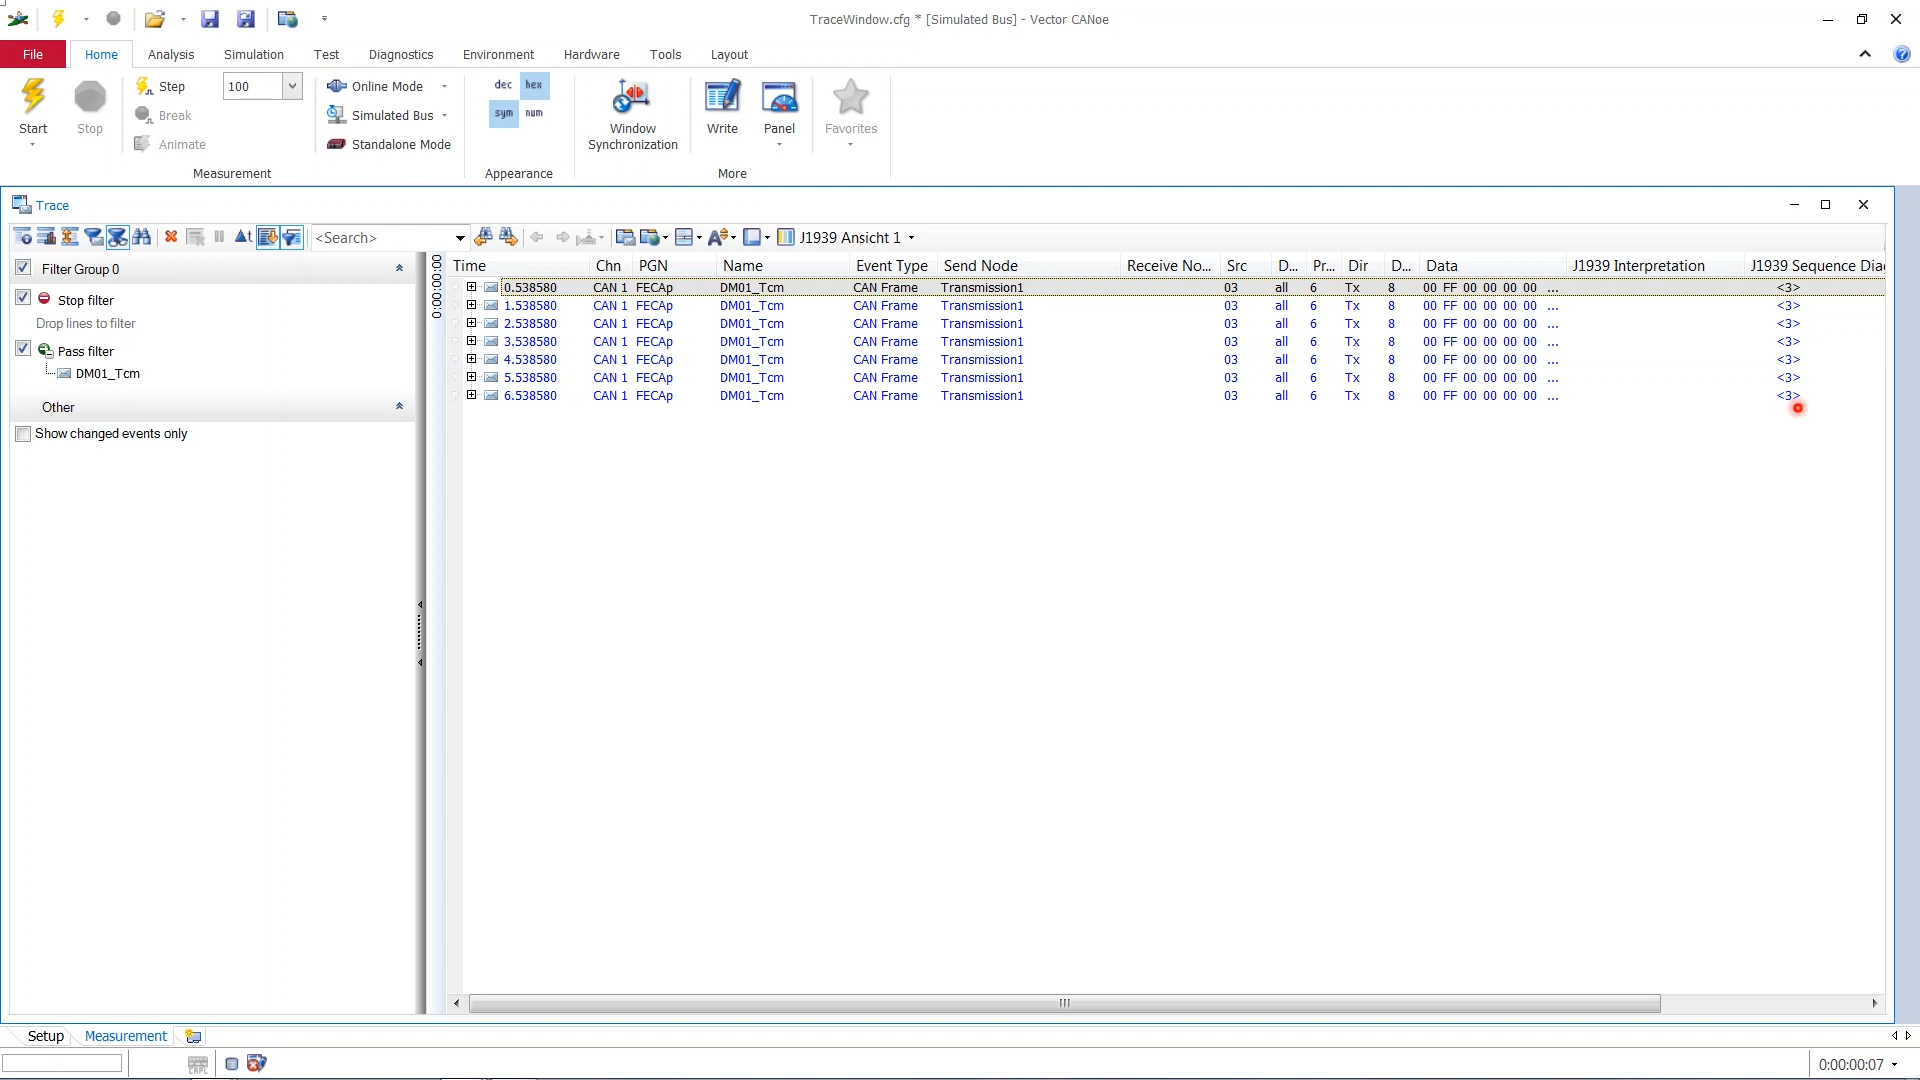 TraceWindow.cfg * [Simulated Bus] - Vector CANoe
File Home Analysis Simulation Test Diagnostics Environment Hardware Tools Layout
Start
Stop
Step
100
Break
Animate
Measurement
Online Mode
Simulated Bus
Standalone Mode
dec hex
sym num
Appearance
Window
Synchronization
Write
Panel
Favorites
More
Trace
<Search>
J1939 Ansicht 1
Filter Group 0
Stop filter
Drop lines to filter
Pass filter
DM01_Tcm
Other
Show changed events only
0:00:00:00
Time Chn PGN Name Event Type Send Node Receive No... Src D... Pr... Dir D... Data J1939 Interpretation J1939 Sequence Diac
0.538580 CAN 1 FECAp DM01_Tcm CAN Frame Transmission1 03 all 6 Tx 8 00 FF 00 00 00 00 ... <3>
1.538580 CAN 1 FECAp DM01_Tcm CAN Frame Transmission1 03 all 6 Tx 8 00 FF 00 00 00 00 ... <3>
2.538580 CAN 1 FECAp DM01_Tcm CAN Frame Transmission1 03 all 6 Tx 8 00 FF 00 00 00 00 ... <3>
3.538580 CAN 1 FECAp DM01_Tcm CAN Frame Transmission1 03 all 6 Tx 8 00 FF 00 00 00 00 ... <3>
4.538580 CAN 1 FECAp DM01_Tcm CAN Frame Transmission1 03 all 6 Tx 8 00 FF 00 00 00 00 ... <3>
5.538580 CAN 1 FECAp DM01_Tcm CAN Frame Transmission1 03 all 6 Tx 8 00 FF 00 00 00 00 ... <3>
6.538580 CAN 1 FECAp DM01_Tcm CAN Frame Transmission1 03 all 6 Tx 8 00 FF 00 00 00 00 ... <3>
Setup Measurement
CAPL
0:00:00:07